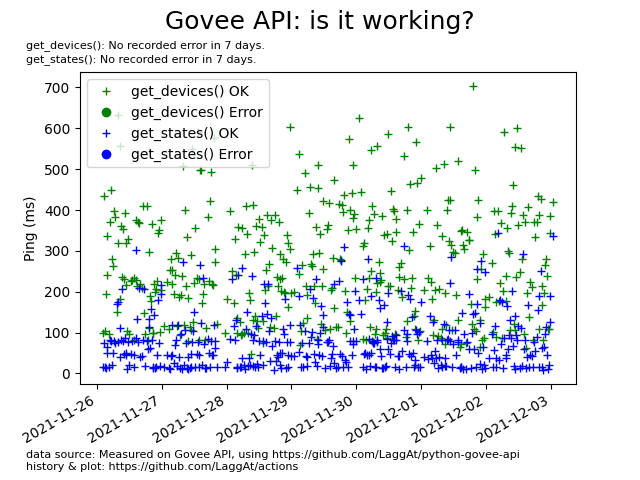 Govee API: is it working?
get_devices(): No recorded error in 7 days.
get_states(): No recorded error in 7 days.
get_devices() OK
get_devices() Error
get_states() OK
get_states() Error
Ping (ms)
700
600
500
400
300
200
100
0
2021-11-26
2021-11-27
2021-11-28
2021-11-29
2021-11-30
2021-12-01
2021-12-02
2021-12-03
data source: Measured on Govee API, using https://github.com/LaggAt/python-govee-api
history & plot: https://github.com/LaggAt/actions